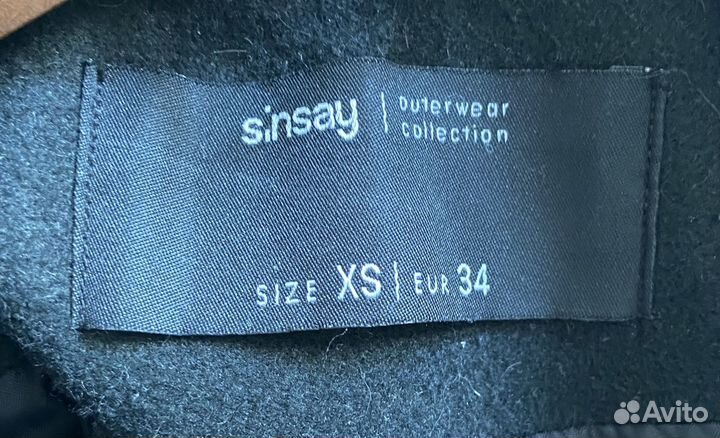 sinsay | outerwear
collection
SIZE XS | EUR 34
Avito